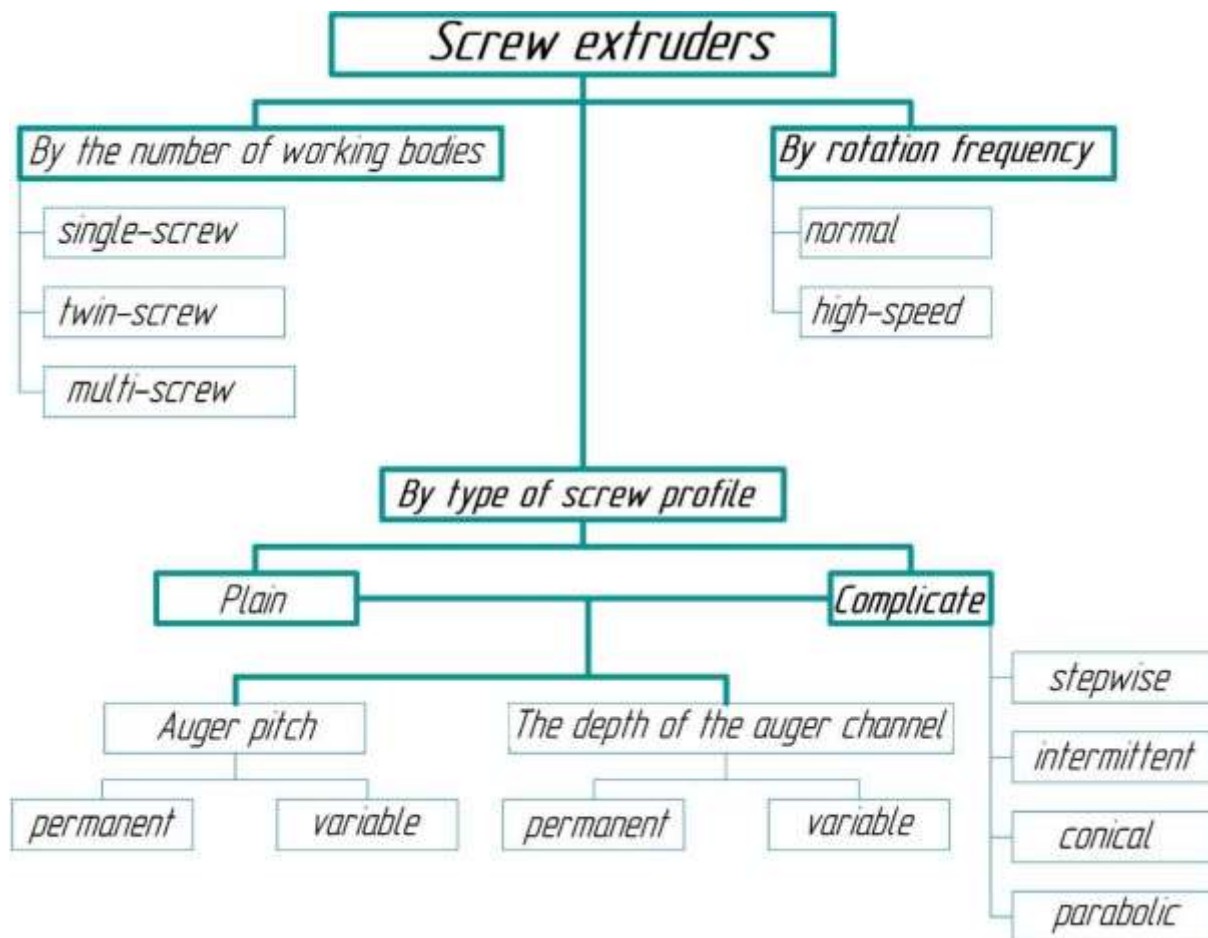 Screw extruders
By the number of working bodies
single-screw
twin-screw
multi-screw
By rotation frequency
normal
high-speed
By type of screw profile
Plain
Complicate
Auger pitch
permanent
variable
The depth of the auger channel
permanent
variable
stepwise
intermittent
conical
parabolic